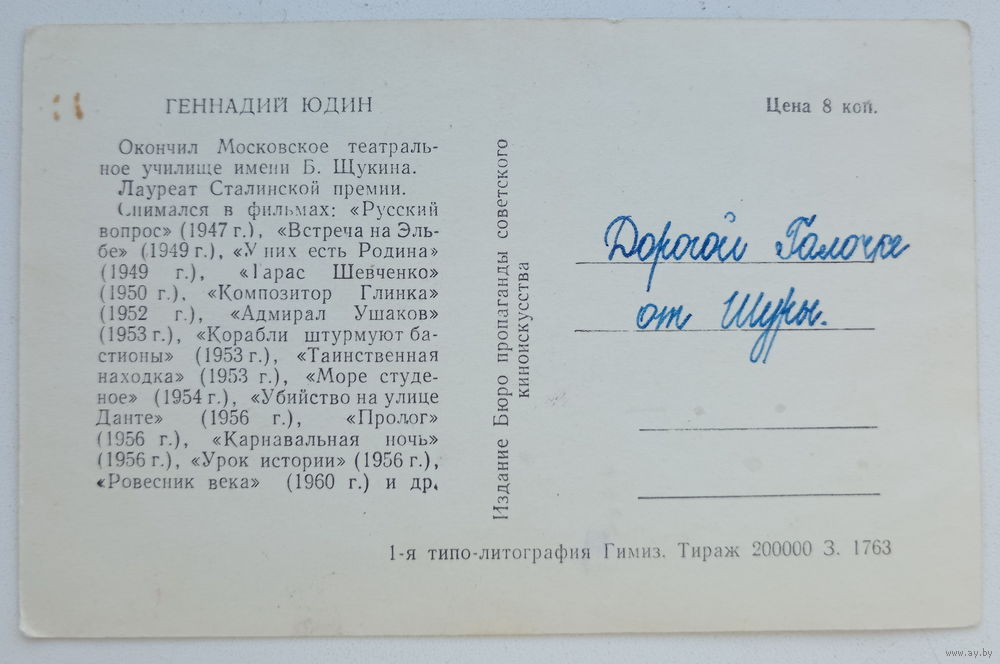 ГЕННАДИЙ ЮДИН
Окончил Московское театраль-
ное училище имени Б. Щукина.
Лауреат Сталинской премии.
Снимался в фильмах: «Русский
вопрос» (1947 г.), «Встреча на Эль-
бе» (1949 г.), «У них есть Родина»
(1949 г.), «Тарас Шевченко»
(1950 г.), «Композитор Глинка»
(1952 г.), «Адмирал Ушаков»
(1953 г.), «Корабли штурмуют ба-
стионы» (1953 г.), «Таинственная
находка» (1953 г.), «Море студе-
ное» (1954 г.), «Убийство на улице
Данте» (1956 г.), «Пролог»
(1956 г.), «Карнавальная ночь»
(1956 г.), «Урок истории» (1956 г.),
«Ровесник века» (1960 г.) и др.
Издание Бюро пропаганды советского
киноискусства
Цена 8 коп.
Дорогой Галочке
от Шуры.
1-я типо-литография Гимиз. Тираж 200000 З. 1763
www.ay.by